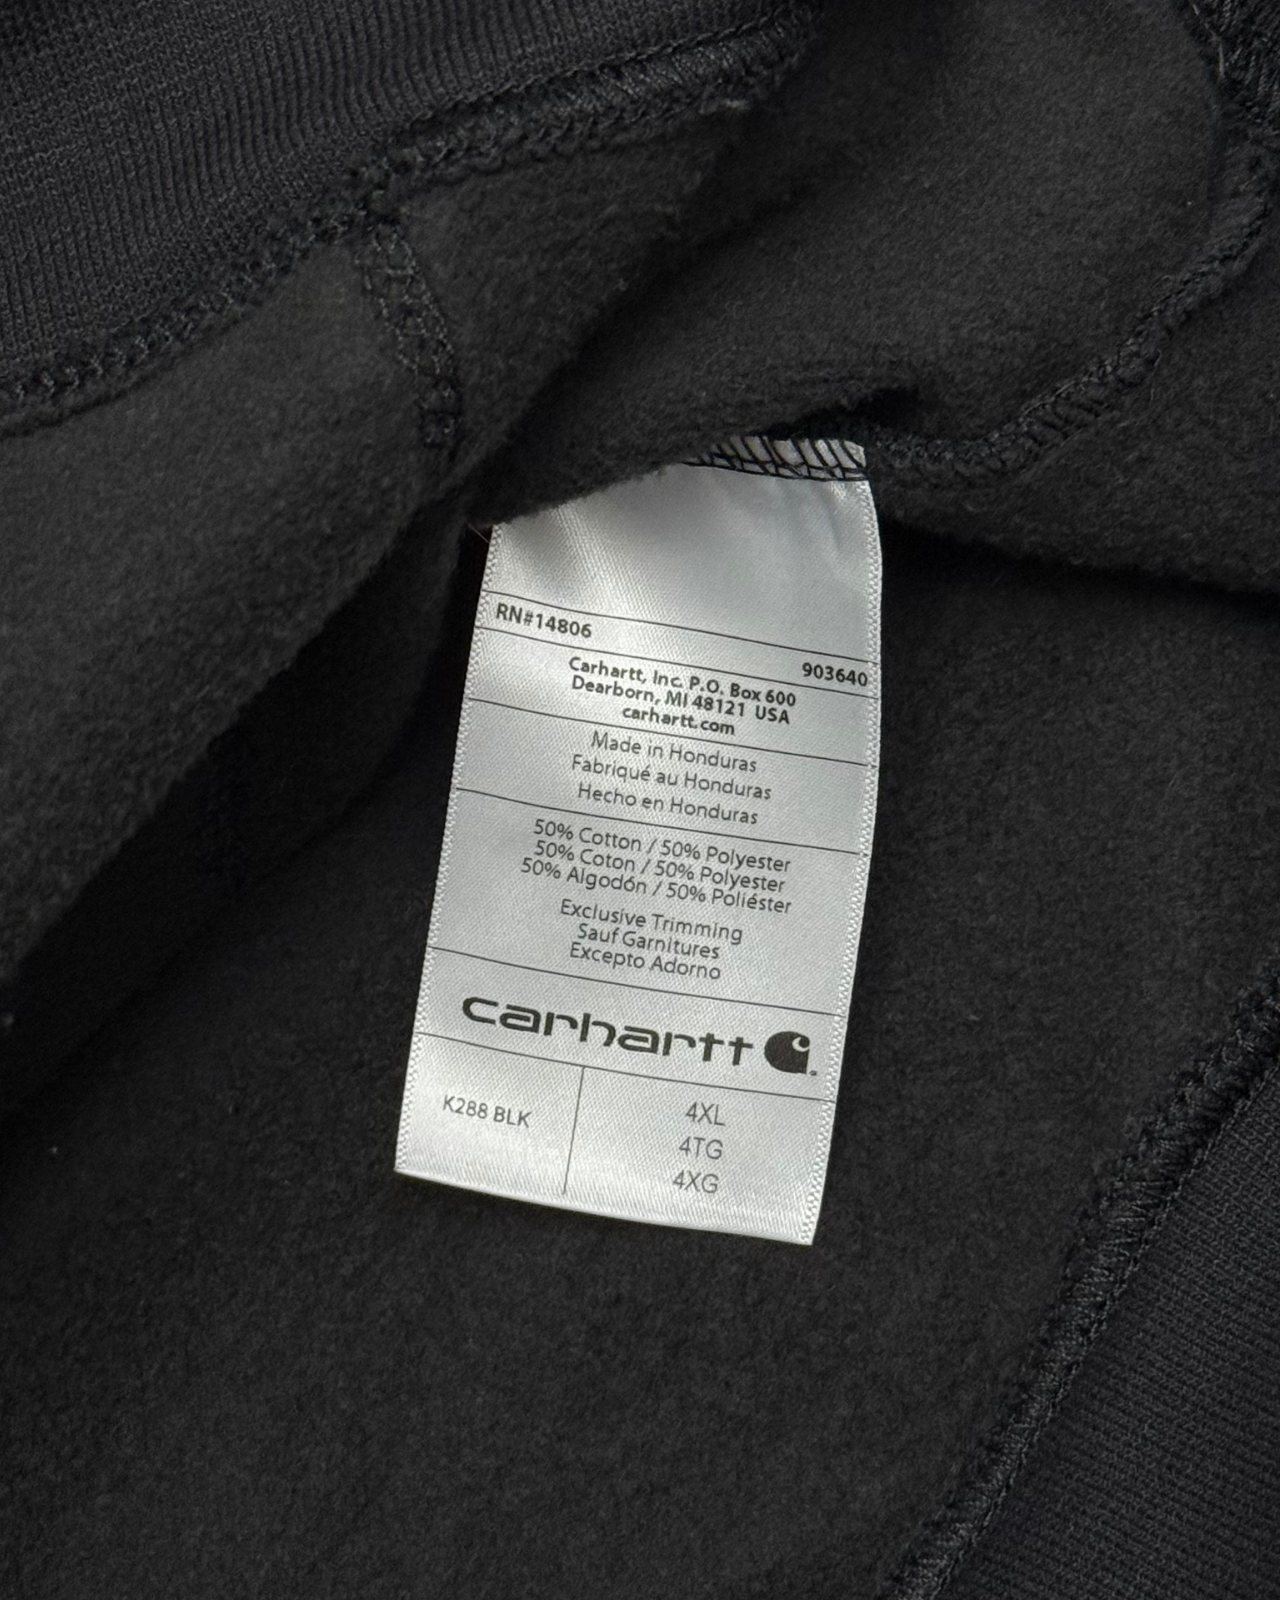 RN#14806
903640
Carhartt, Inc. P.O. Box 600
Dearborn, MI 48121 USA
carhartt.com
Made in Honduras
Fabriqué au Honduras
Hecho en Honduras
50% Cotton / 50% Polyester
50% Coton / 50% Polyester
50% Algodón / 50% Poliéster
Exclusive Trimming
Sauf Garnitures
Excepto Adorno
carhartt
K288 BLK
4XL
4TG
4XG